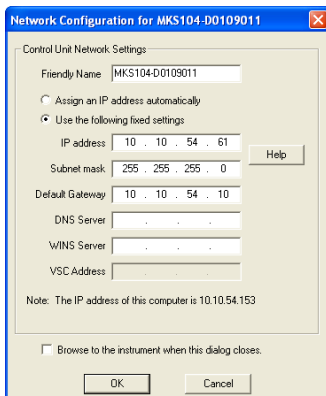 Network Configuration for MKS104-D0109011
Control Unit Network Settings
Friendly Name MKS104-D0109011
Assign an IP address automatically
Use the following fixed settings
IP address 10 . 10 . 54 . 61
Help
Subnet mask 255 . 255 . 255 . 0
Default Gateway 10 . 10 . 54 . 10
DNS Server . . .
WINS Server . . .
VSC Address . . .
Note: The IP address of this computer is 10.10.54.153
Browse to the instrument when this dialog closes.
OK Cancel